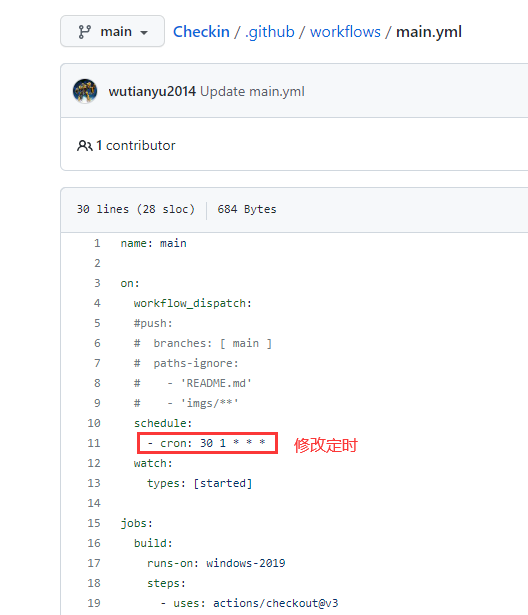 main
Checkin / .github / workflows / main.yml
wutianyu2014 Update main.yml
1 contributor
30 lines (28 sloc) 684 Bytes
1 name: main
2
3 on:
4 workflow_dispatch:
5 #push:
6 #  branches: [ main ]
7 #  paths-ignore:
8 #    - 'README.md'
9 #    - 'imgs/**'
10 schedule:
11 - cron: 30 1 * * * 修改定时
12 watch:
13 types: [started]
14
15 jobs:
16 build:
17 runs-on: windows-2019
18 steps:
19 - uses: actions/checkout@v3